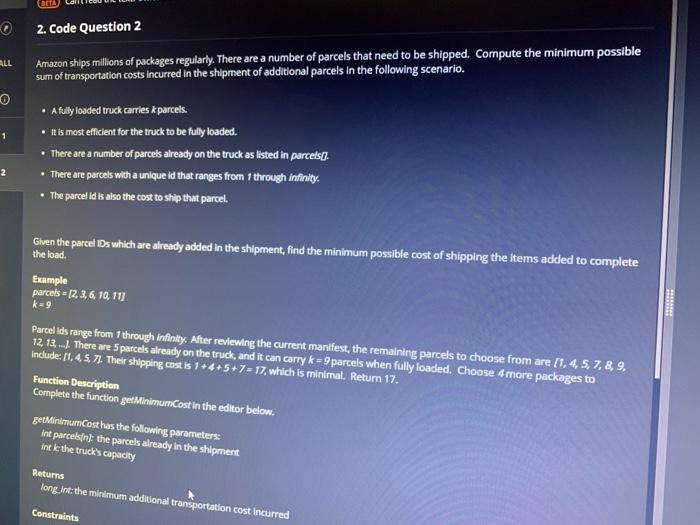 BETA Can't read the text?
2. Code Question 2
ALL
Amazon ships millions of packages regularly. There are a number of parcels that need to be shipped. Compute the minimum possible
sum of transportation costs incurred in the shipment of additional parcels in the following scenario.
• A fully loaded truck carries k parcels.
1
• It is most efficient for the truck to be fully loaded.
• There are a number of parcels already on the truck as listed in parcels[].
2
• There are parcels with a unique id that ranges from 1 through infinity.
• The parcel id is also the cost to ship that parcel.
Given the parcel IDs which are already added in the shipment, find the minimum possible cost of shipping the items added to complete
the load.
Example
parcels = [2, 3, 6, 10, 11]
k = 9
Parcel ids range from 1 through infinity. After reviewing the current manifest, the remaining parcels to choose from are [1, 4, 5, 7, 8, 9,
12, 13, ...]. There are 5 parcels already on the truck, and it can carry k = 9 parcels when fully loaded. Choose 4 more packages to
include: [1, 4, 5, 7]. Their shipping cost is 1 + 4 + 5 + 7 = 17, which is minimal. Return 17.
Function Description
Complete the function getMinimumCost in the editor below.
getMinimumCost has the following parameters:
int parcels[n]: the parcels already in the shipment
int k: the truck's capacity
Returns
long_int: the minimum additional transportation cost incurred
Constraints